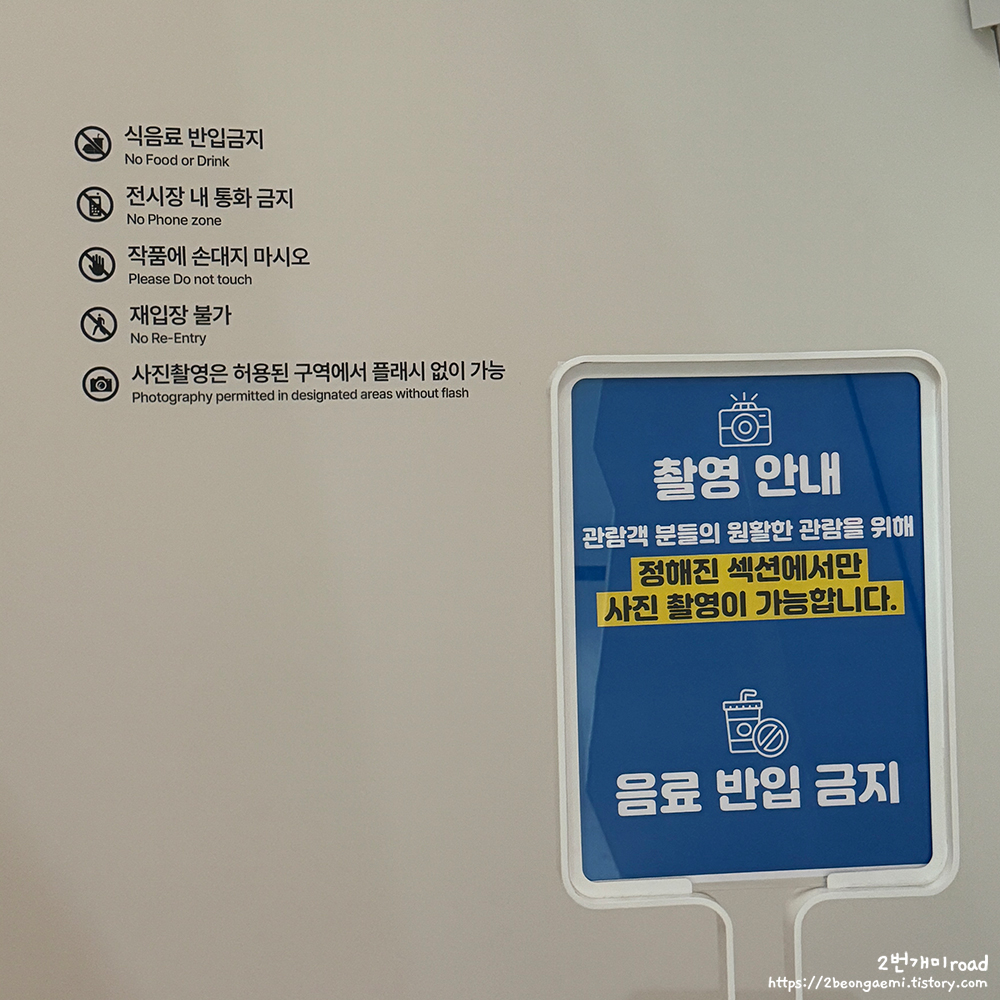 식음료 반입금지
No Food or Drink
전시장 내 통화 금지
No Phone zone
작품에 손대지 마시오
Please Do not touch
재입장 불가
No Re-Entry
사진촬영은 허용된 구역에서 플래시 없이 가능
Photography permitted in designated areas without flash
촬영 안내
관람객 분들의 원활한 관람을 위해
정해진 섹션에서만
사진 촬영이 가능합니다.
음료 반입 금지
2번개미road
https://2beongaemi.tistory.com